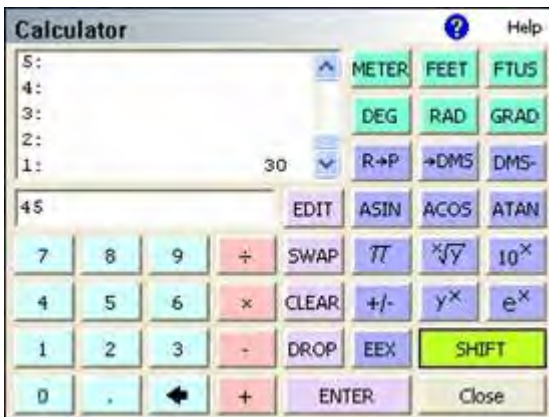 Calculator ? Help
5: METER FEET FTUS
4:
3: DEG RAD GRAD
2:
1: 30 R→P →DMS DMS-
45 EDIT ASIN ACOS ATAN
7 8 9 ÷ SWAP π ˣ√y 10ˣ
4 5 6 × CLEAR +/- yˣ eˣ
1 2 3 - DROP EEX SHIFT
0 . 🡄 + ENTER Close